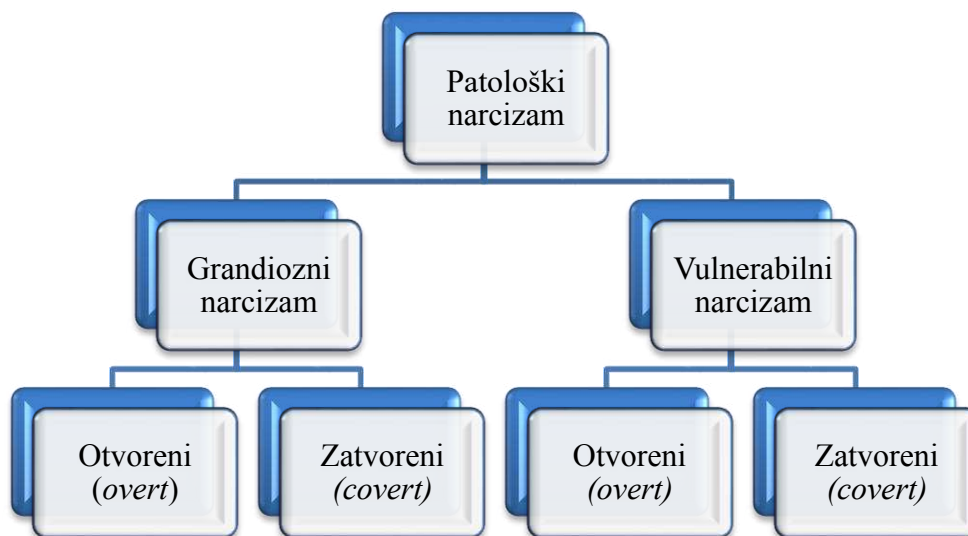 Patološki
narcizam
Grandiozni
narcizam
Vulnerabilni
narcizam
Otvoreni
(overt)
Zatvoreni
(covert)
Otvoreni
(overt)
Zatvoreni
(covert)